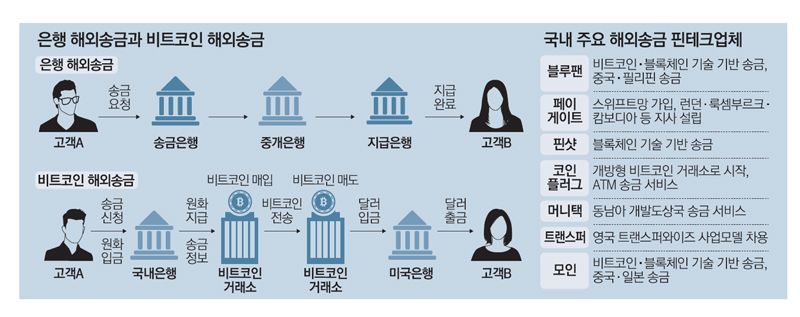 은행 해외송금과 비트코인 해외송금
은행 해외송금
송금
요청
지급
완료
고객A
송금은행
중개은행
지급은행
고객B
비트코인 해외송금
비트코인 매입
비트코인 매도
송금
신청
원화
입금
원화
지급
송금
정보
비트코인
전송
달러
입금
달러
출금
고객A
국내은행
비트코인
거래소
비트코인
거래소
미국은행
고객B
국내 주요 해외송금 핀테크업체
블루팬
비트코인·블록체인 기술 기반 송금,
중국·필리핀 송금
페이
게이트
스위프트망 가입, 런던·룩셈부르크·
캄보디아 등 지사 설립
핀샷
블록체인 기술 기반 송금
코인
플러그
개방형 비트코인 거래소로 시작,
ATM 송금 서비스
머니택
동남아 개발도상국 송금 서비스
트랜스퍼
영국 트랜스퍼와이즈 사업모델 차용
모인
비트코인·블록체인 기술 기반 송금,
중국·일본 송금